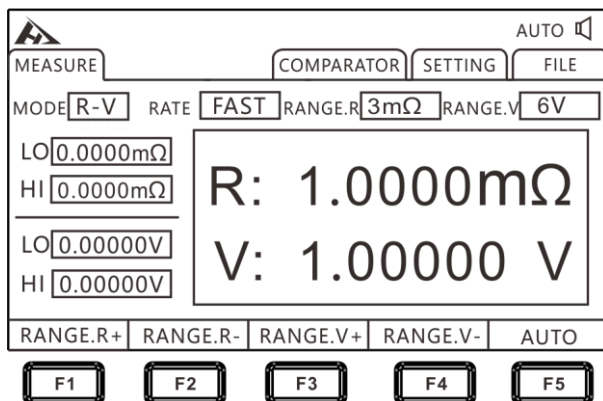 AUTO
MEASURE COMPARATOR SETTING FILE
MODE R-V RATE FAST RANGE.R 3mΩ RANGE.V 6V
LO 0.0000mΩ
HI 0.0000mΩ
R: 1.0000mΩ
LO 0.00000V
HI 0.00000V
V: 1.00000 V
RANGE.R+ RANGE.R- RANGE.V+ RANGE.V- AUTO
F1 F2 F3 F4 F5